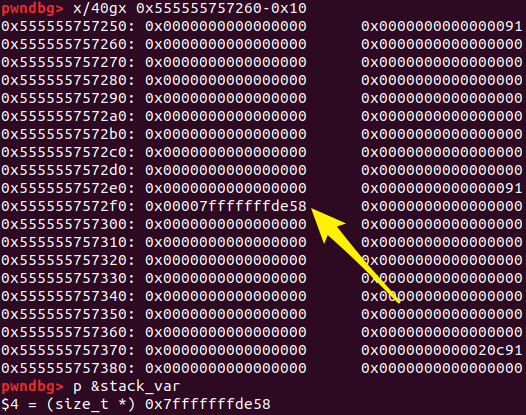 pwndbg> x/40gx 0x555555757260-0x10
0x555555757250: 0x0000000000000000 0x0000000000000091
0x555555757260: 0x0000000000000000 0x0000000000000000
0x555555757270: 0x0000000000000000 0x0000000000000000
0x555555757280: 0x0000000000000000 0x0000000000000000
0x555555757290: 0x0000000000000000 0x0000000000000000
0x5555557572a0: 0x0000000000000000 0x0000000000000000
0x5555557572b0: 0x0000000000000000 0x0000000000000000
0x5555557572c0: 0x0000000000000000 0x0000000000000000
0x5555557572d0: 0x0000000000000000 0x0000000000000000
0x5555557572e0: 0x0000000000000000 0x0000000000000091
0x5555557572f0: 0x00007fffffffde58 0x0000000000000000
0x555555757300: 0x0000000000000000 0x0000000000000000
0x555555757310: 0x0000000000000000 0x0000000000000000
0x555555757320: 0x0000000000000000 0x0000000000000000
0x555555757330: 0x0000000000000000 0x0000000000000000
0x555555757340: 0x0000000000000000 0x0000000000000000
0x555555757350: 0x0000000000000000 0x0000000000000000
0x555555757360: 0x0000000000000000 0x0000000000000000
0x555555757370: 0x0000000000000000 0x0000000000020c91
0x555555757380: 0x0000000000000000 0x0000000000000000
pwndbg> p &stack_var
$4 = (size_t *) 0x7fffffffde58